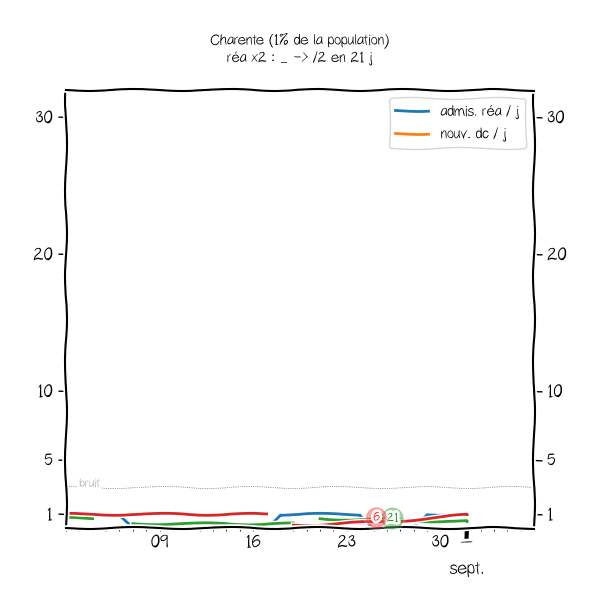 Charente (1% de la population)
réa x2 : _ -> /2 en 21 j
admis. réa / j
nouv. dc / j
30 30
20 20
10 10
5 5
bruit
1 6 21 1
09 16 23 30
sept.